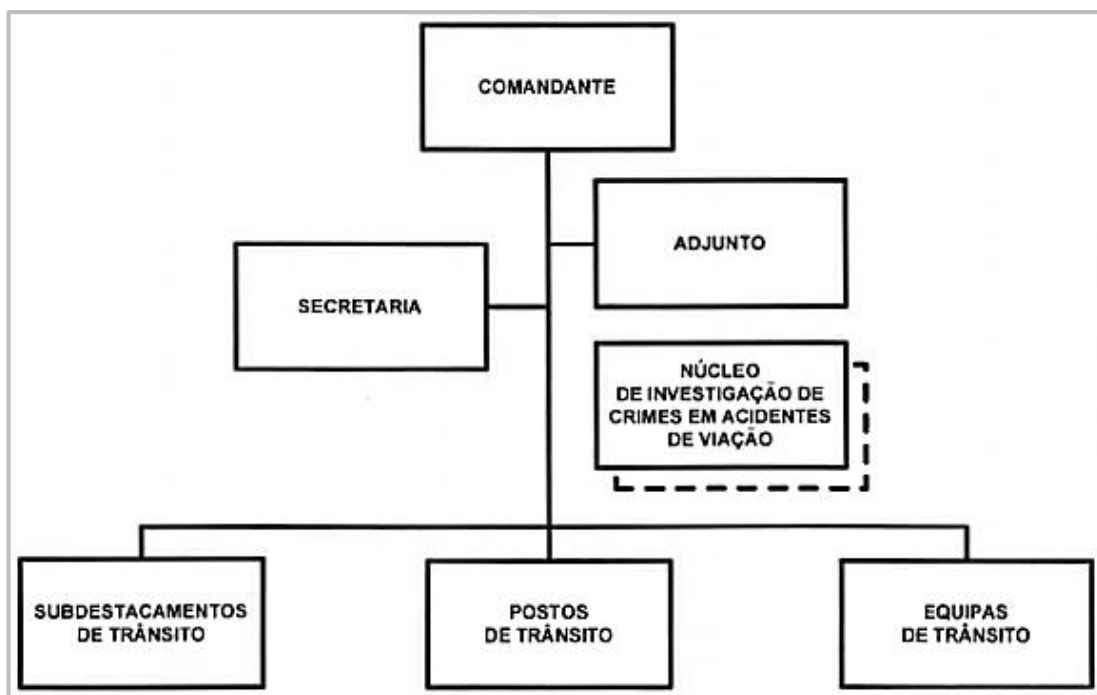 COMANDANTE
ADJUNTO
SECRETARIA
NÚCLEO
DE INVESTIGAÇÃO DE
CRIMES EM ACIDENTES
DE VIAÇÃO
SUBDESTACAMENTOS
DE TRÂNSITO
POSTOS
DE TRÂNSITO
EQUIPAS
DE TRÂNSITO